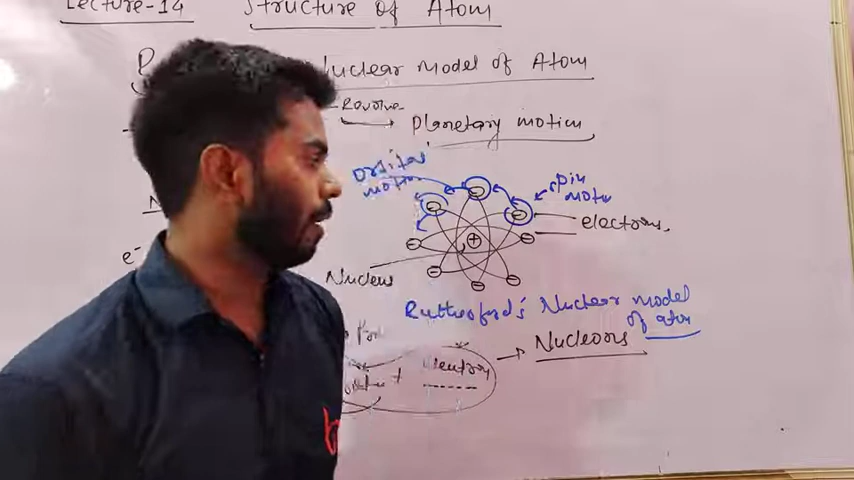 Lecture-14 Structure of Atom
Nuclear Model of Atom
Revolve
Planetary motion
Orbital
motion
Spin
motion
electrons.
Nucleus
e⁻
Rutherford's Nuclear model
of atom
Neutron
Nucleons